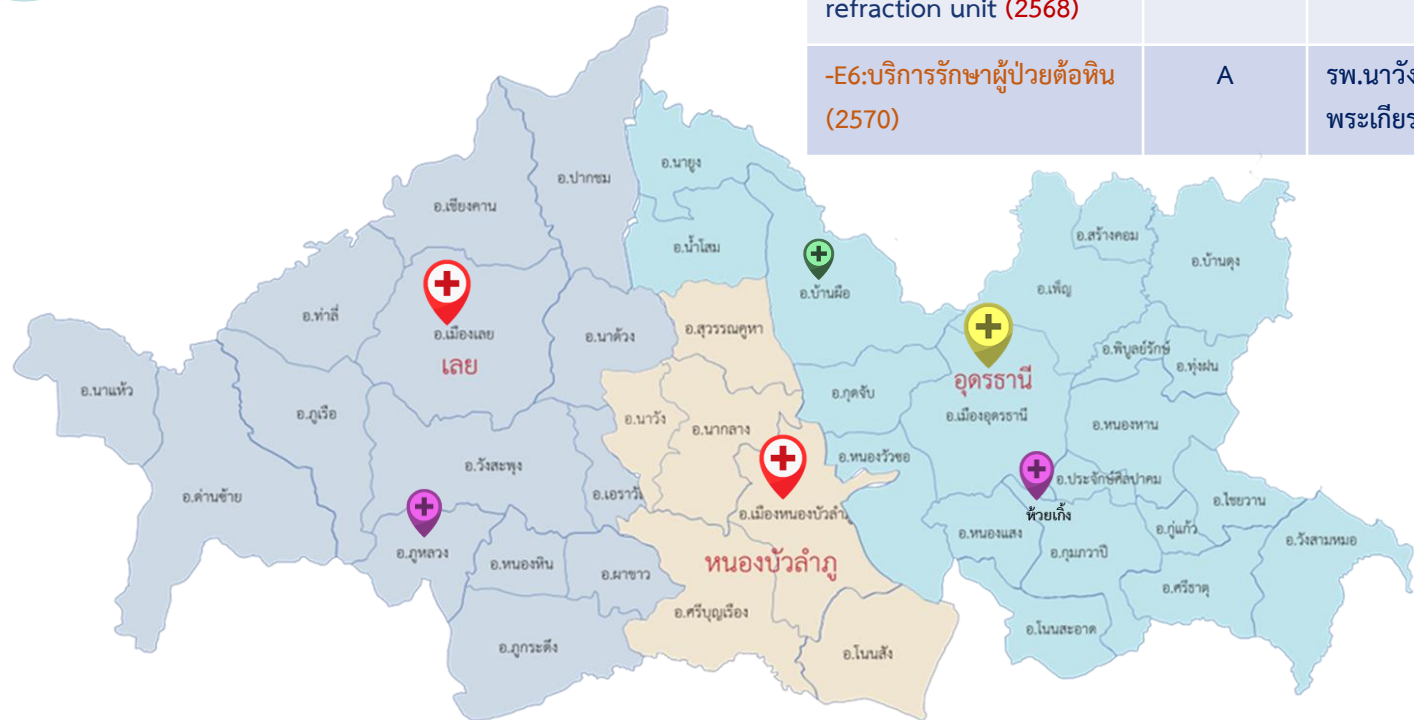 refraction unit (2568)
-E6:บริการรักษาผู้ป่วยต้อหิน
(2570)
A
รพ.นาวัง
พระเกียร
อ.นายูง
อ.ปากชม
อ.เชียงคาน
อ.สร้างคอม
อ.น้ำโสม
อ.บ้านดุง
อ.บ้านผือ
อ.เพ็ญ
อ.ท่าลี่
อ.เมืองเลย
อ.นาด้วง
อ.สุวรรณคูหา
อ.พิบูลย์รักษ์
อ.ทุ่งฝน
เลย
อุดรธานี
อ.นาแห้ว
อ.กุดจับ
อ.ภูเรือ
อ.นาวัง
อ.นากลาง
อ.เมืองอุดรธานี
อ.หนองหาน
อ.วังสะพุง
อ.หนองวัวซอ
อ.ประจักษ์ศิลปาคม
อ.ด่านซ้าย
อ.เอราวั
อ.ไชยวาน
อ.เมืองหนองบัวลำภู
ห้วยเกิ้ง
อ.หนองแสง
อ.กู่แก้ว
อ.วังสามหมอ
อ.ภูหลวง
อ.หนองหิน
อ.ผาขาว
หนองบัวลำภู
อ.กุมภวาปี
อ.ศรีธาตุ
อ.ศรีบุญเรือง
อ.โนนสะอาด
อ.ภูกระดึง
อ.โนนสัง